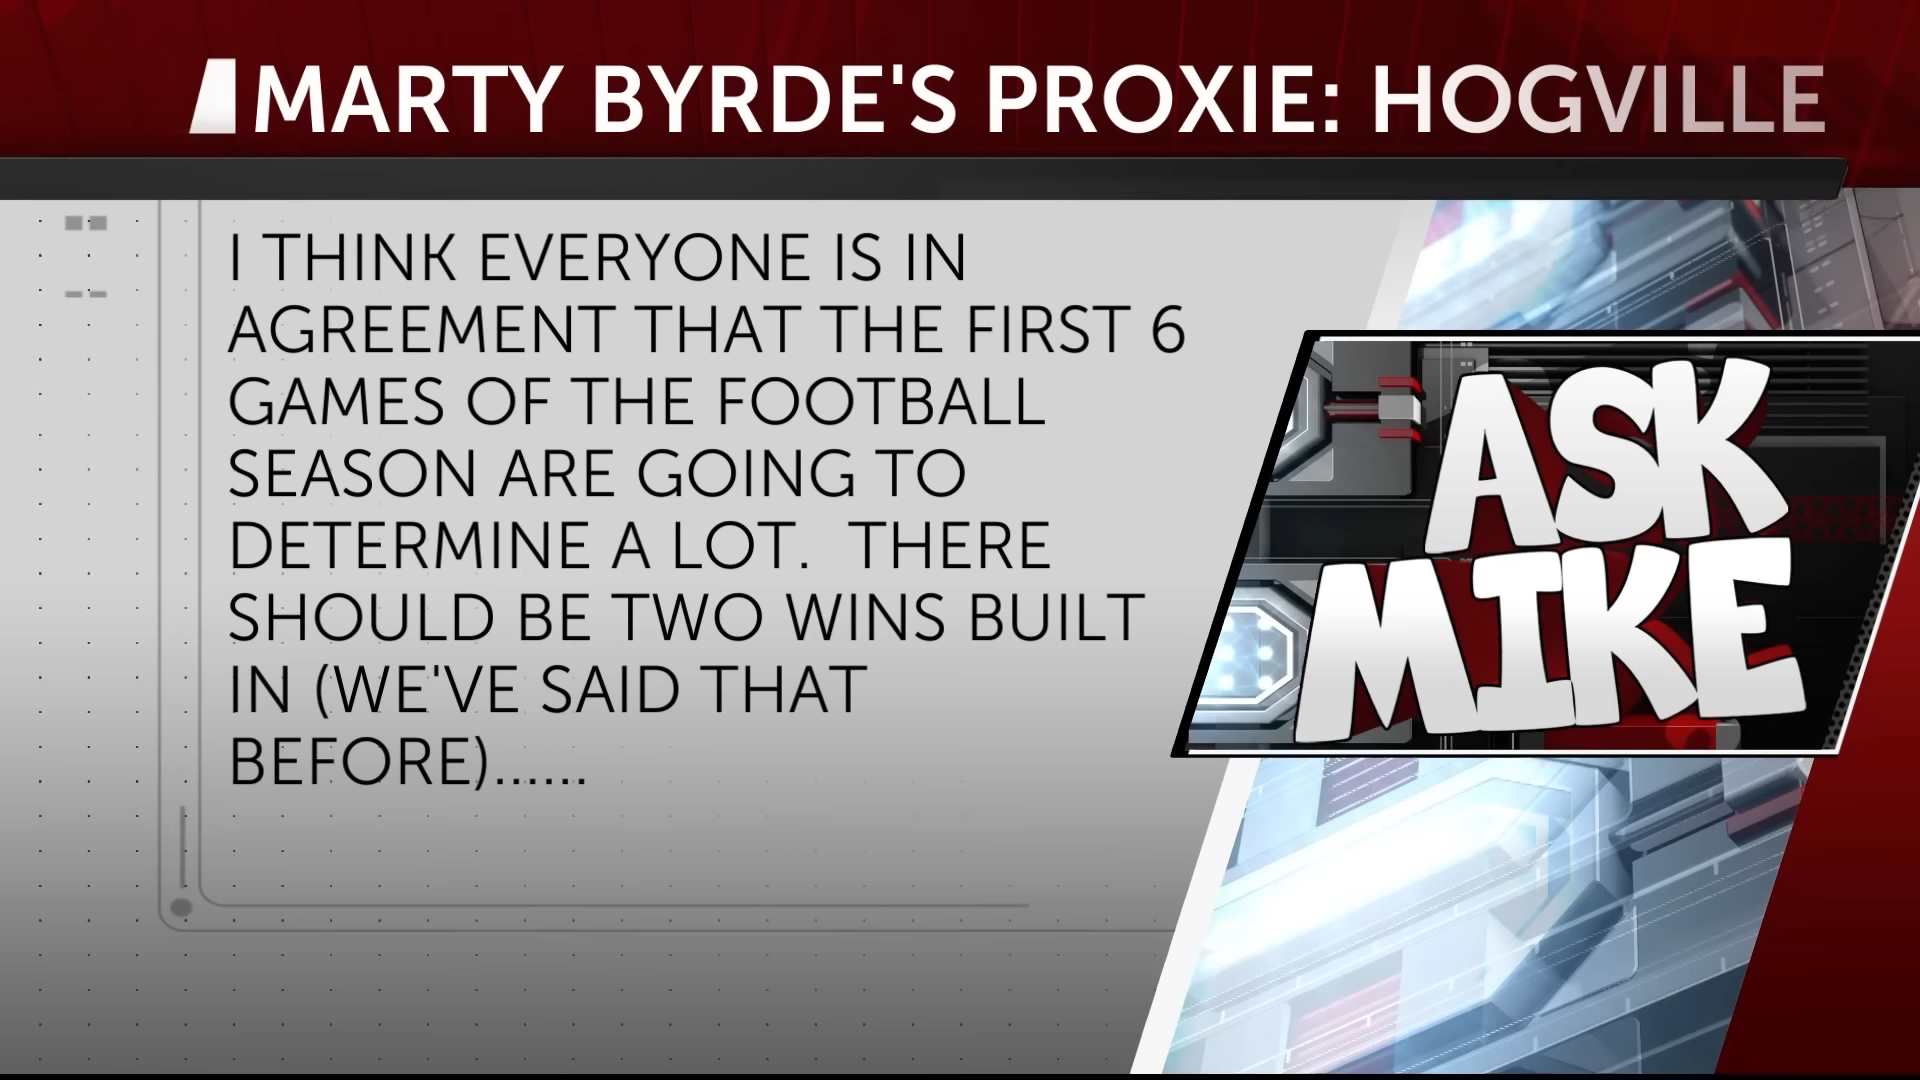 MARTY BYRDE'S PROXIE: HOGVILLE
I THINK EVERYONE IS IN
AGREEMENT THAT THE FIRST 6
GAMES OF THE FOOTBALL
SEASON ARE GOING TO
DETERMINE A LOT.  THERE
SHOULD BE TWO WINS BUILT
IN (WE'VE SAID THAT
BEFORE)......
ASK
MIKE